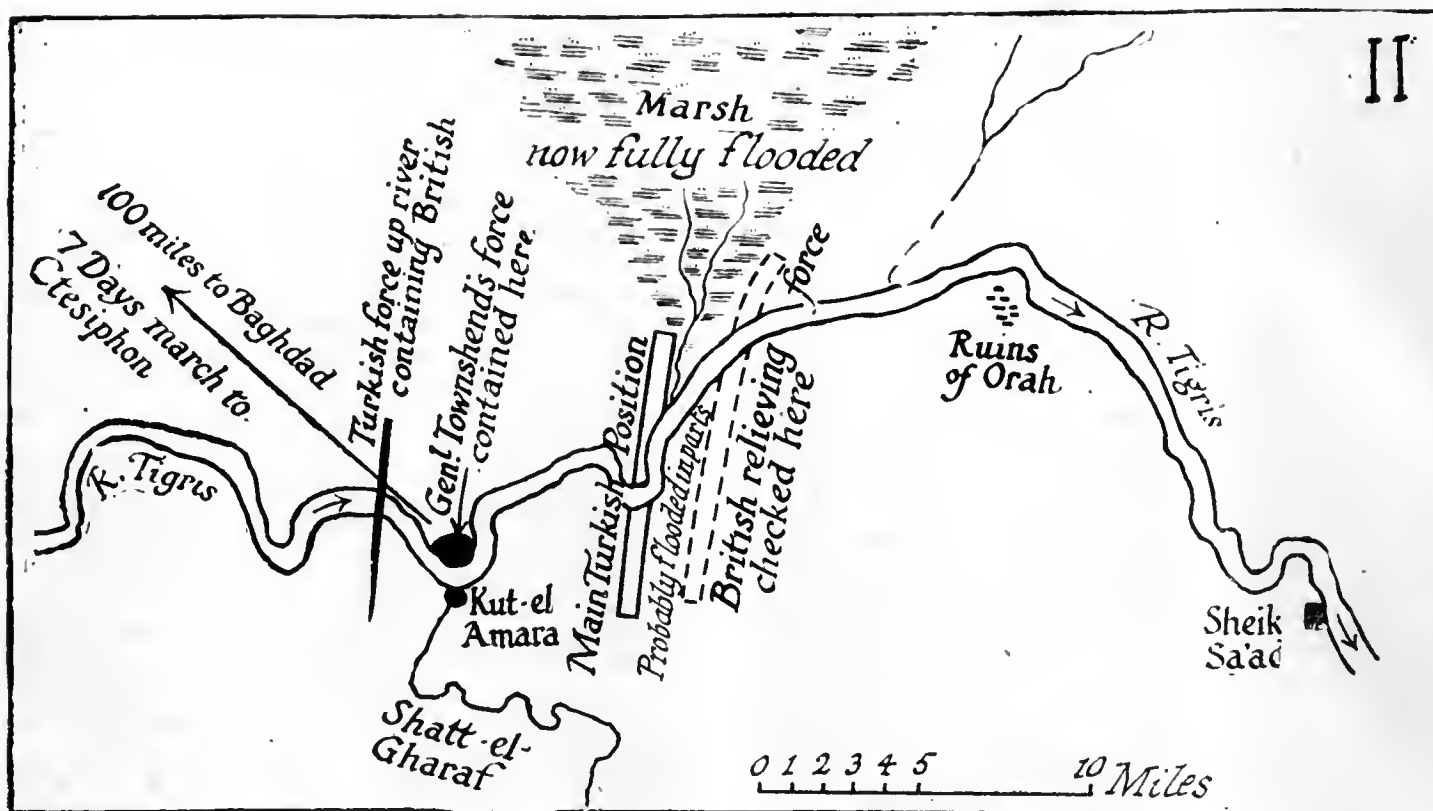 II
Marsh
now fully flooded
100 miles to Baghdad
7 Days march to
Ctesiphon
Turkish force up river
containing British
Genl. Townshend's force
contained here.
R. Tigris
Kut-el
Amara
Shatt-el-
Gharaf
Main Turkish Position
Probably flooded in parts
British relieving force
checked here
Ruins
of Orah
R. Tigris
Sheik
Sa'ad
0 1 2 3 4 5 10 Miles